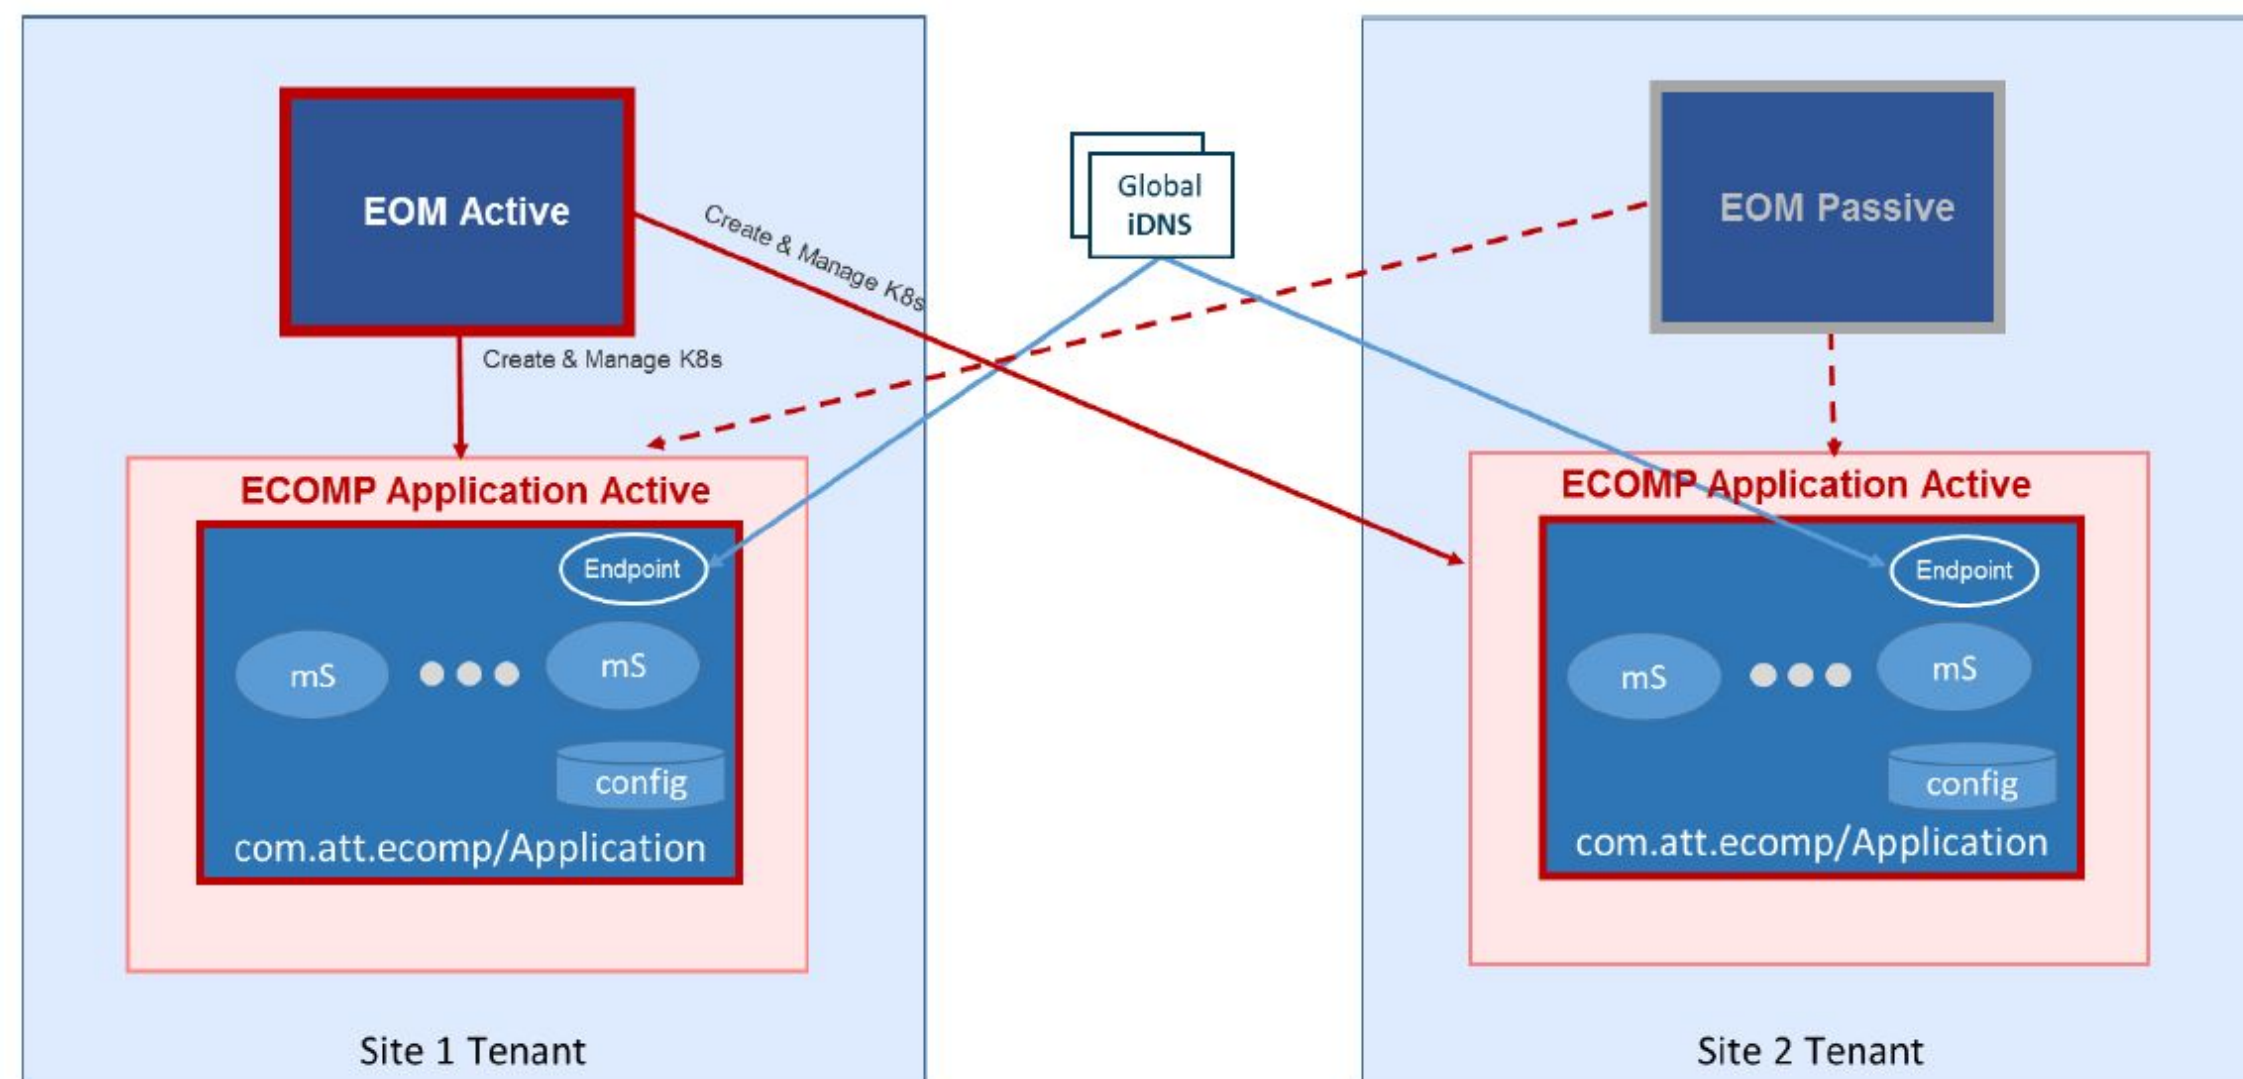 EOM Active
Create & Manage K8s
Create & Manage K8s
ECOMP Application Active
Endpoint
mS
mS
config
com.att.ecomp/Application
Site 1 Tenant
Global
iDNS
EOM Passive
ECOMP Application Active
Endpoint
mS
mS
config
com.att.ecomp/Application
Site 2 Tenant